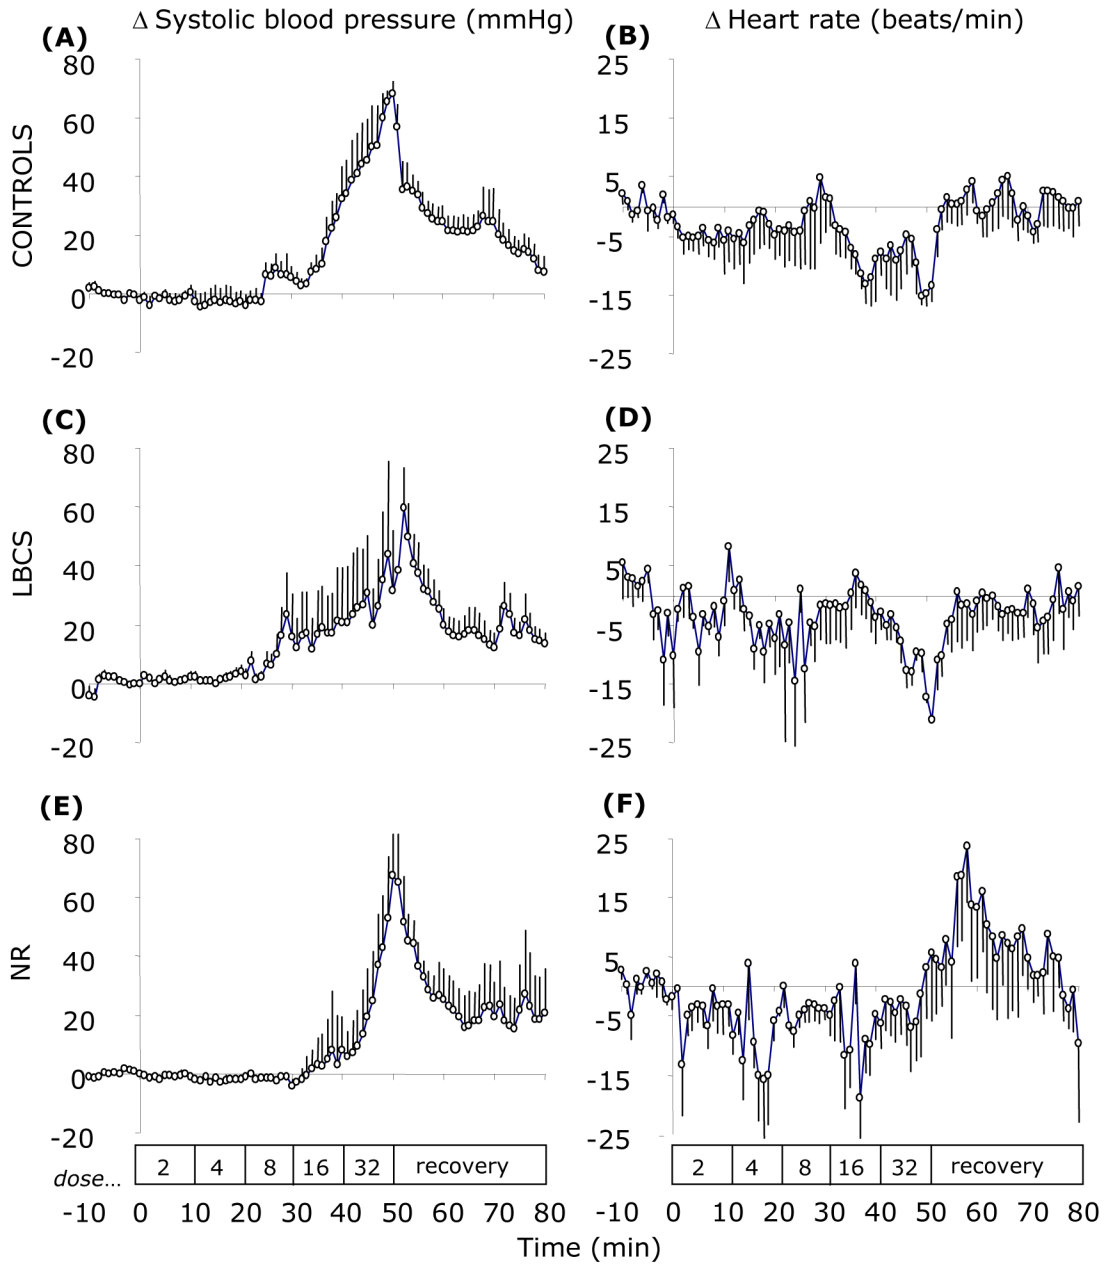 Δ Systolic blood pressure (mmHg)
Δ Heart rate (beats/min)
(A)
80
60
40
20
0
-20
CONTROLS
(B)
25
15
5
-5
-15
-25
(C)
80
60
40
20
0
-20
LBCS
(D)
25
15
5
-5
-15
-25
(E)
80
60
40
20
0
-20
NR
(F)
25
15
5
-5
-15
-25
dose...
2 4 8 16 32 recovery
2 4 8 16 32 recovery
-10 0 10 20 30 40 50 60 70 80
-10 0 10 20 30 40 50 60 70 80
Time (min)